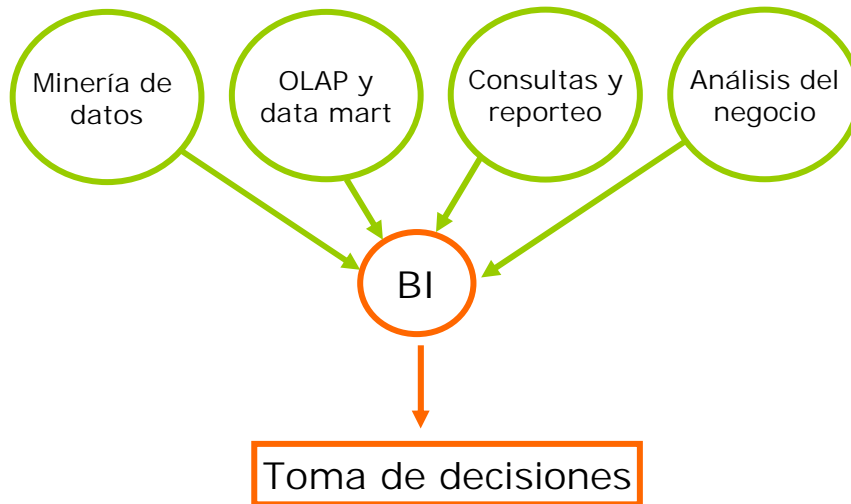 Minería de
datos
OLAP y
data mart
Consultas y
reporteo
Análisis del
negocio
BI
Toma de decisiones